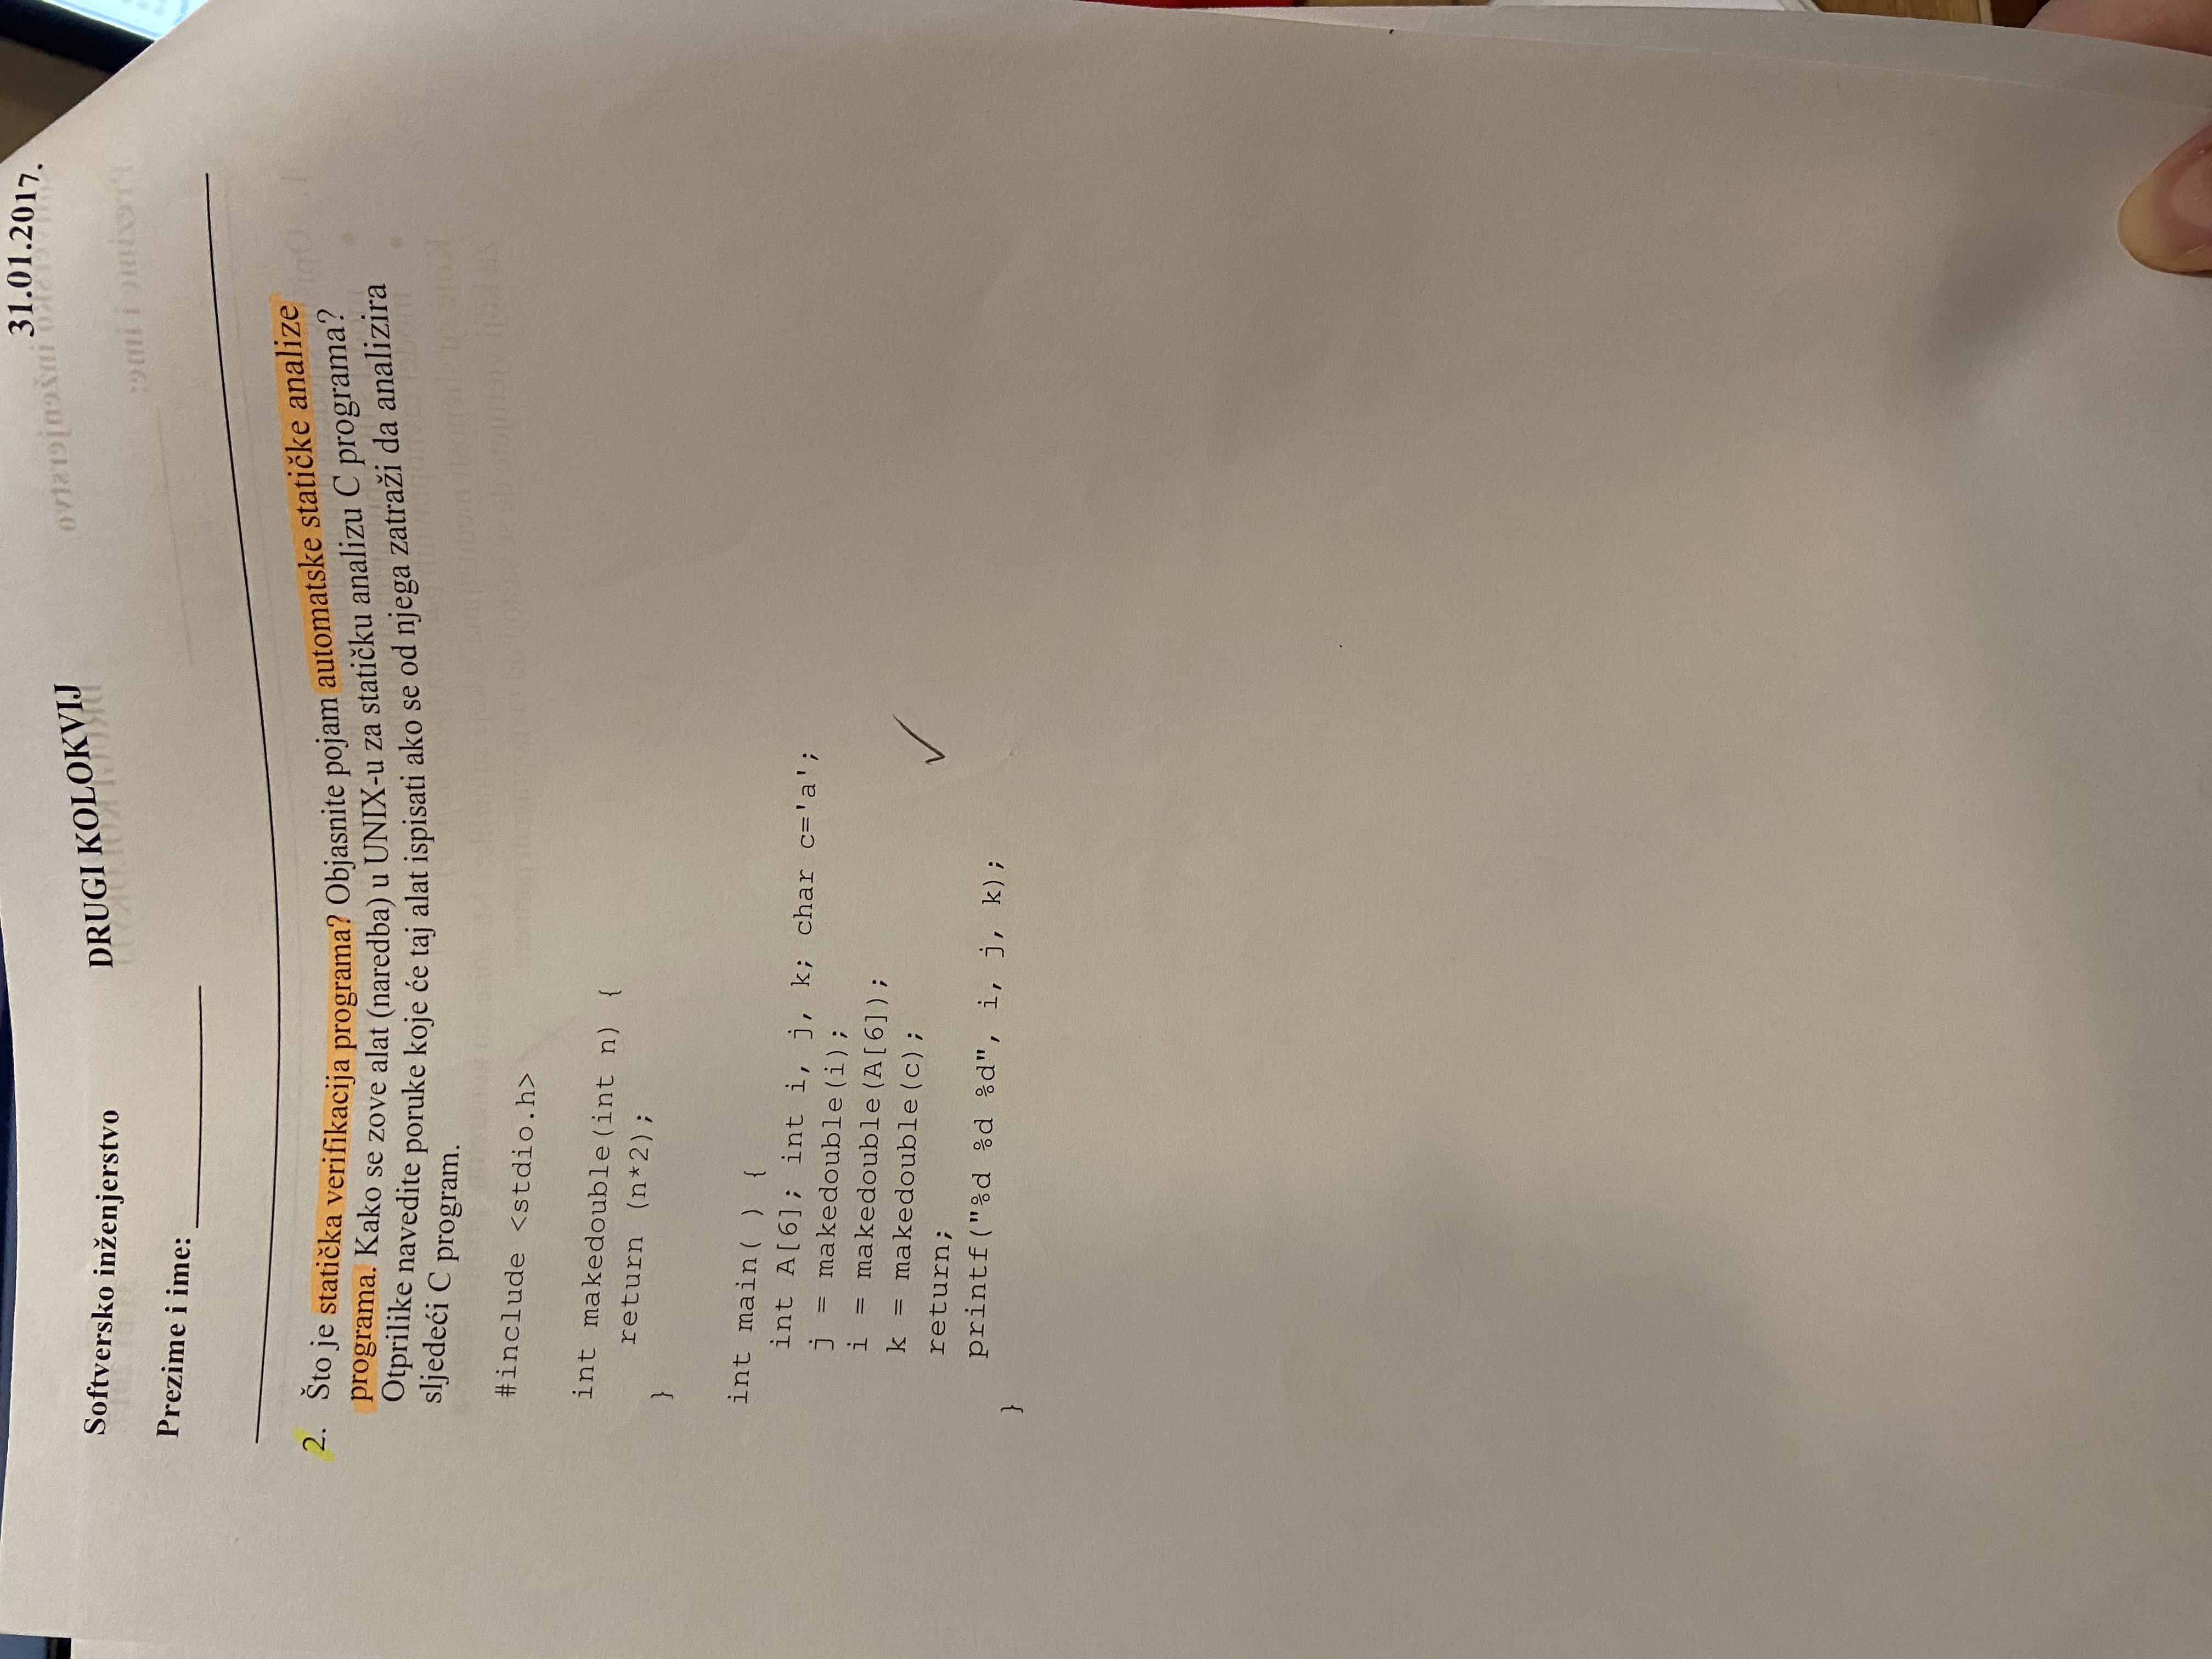 31.01.2017.
Softversko inženjerstvo DRUGI KOLOKVIJ
Prezime i ime:
2. Što je statička verifikacija programa? Objasnite pojam automatske statičke analize
programa. Kako se zove alat (naredba) u UNIX-u za statičku analizu C programa?
Otprilike navedite poruke koje će taj alat ispisati ako se od njega zatraži da analizira
sljedeći C program.
#include <stdio.h>
int makedouble(int n) {
return (n*2);
}
int main( ) {
int A[6]; int i, j, k; char c='a';
j = makedouble(i);
i = makedouble(A[6]);
k = makedouble(c);
return;
printf("%d %d %d", i, j, k);
}